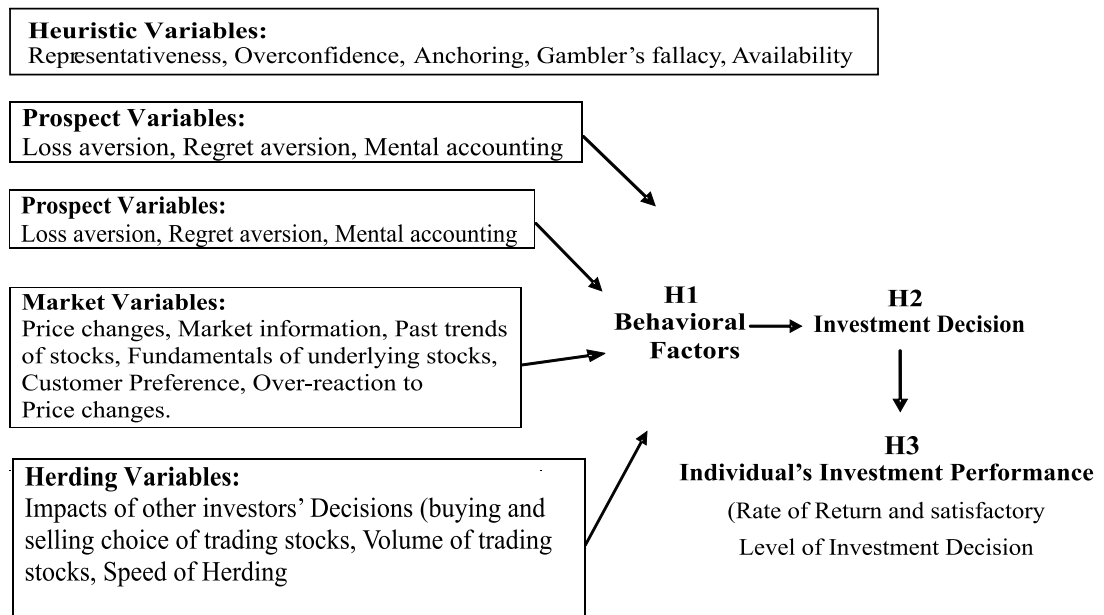 Heuristic Variables:
Representativeness, Overconfidence, Anchoring, Gambler's fallacy, Availability
Prospect Variables:
Loss aversion, Regret aversion, Mental accounting
Prospect Variables:
Loss aversion, Regret aversion, Mental accounting
Market Variables:
Price changes, Market information, Past trends
of stocks, Fundamentals of underlying stocks,
Customer Preference, Over-reaction to
Price changes.
Herding Variables:
Impacts of other investors' Decisions (buying and
selling choice of trading stocks, Volume of trading
stocks, Speed of Herding
H1
Behavioral
Factors
H2
Investment Decision
H3
Individual's Investment Performance
(Rate of Return and satisfactory
Level of Investment Decision